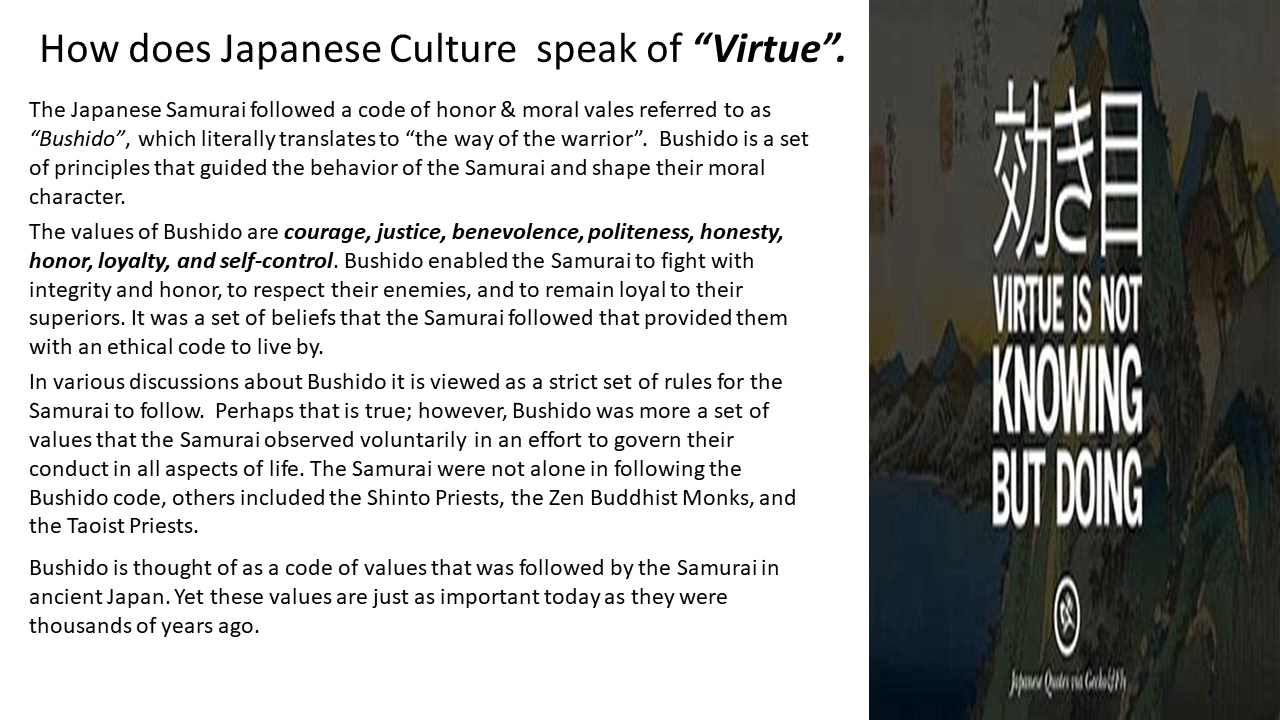 How does Japanese Culture speak of “Virtue”.
The Japanese Samurai followed a code of honor & moral vales referred to as
“Bushido”, which literally translates to “the way of the warrior”. Bushido is a set
of principles that guided the behavior of the Samurai and shape their moral
character.
The values of Bushido are courage, justice, benevolence, politeness, honesty,
honor, loyalty, and self-control. Bushido enabled the Samurai to fight with
integrity and honor, to respect their enemies, and to remain loyal to their
superiors. It was a set of beliefs that the Samurai followed that provided them
with an ethical code to live by.
In various discussions about Bushido it is viewed as a strict set of rules for the
Samurai to follow. Perhaps that is true; however, Bushido was more a set of
values that the Samurai observed voluntarily in an effort to govern their
conduct in all aspects of life. The Samurai were not alone in following the
Bushido code, others included the Shinto Priests, the Zen Buddhist Monks, and
the Taoist Priests.
Bushido is thought of as a code of values that was followed by the Samurai in
ancient Japan. Yet these values are just as important today as they were
thousands of years ago.
効き目
VIRTUE IS NOT
KNOWING
BUT DOING
Japanese Quotes via Gecko&Fly